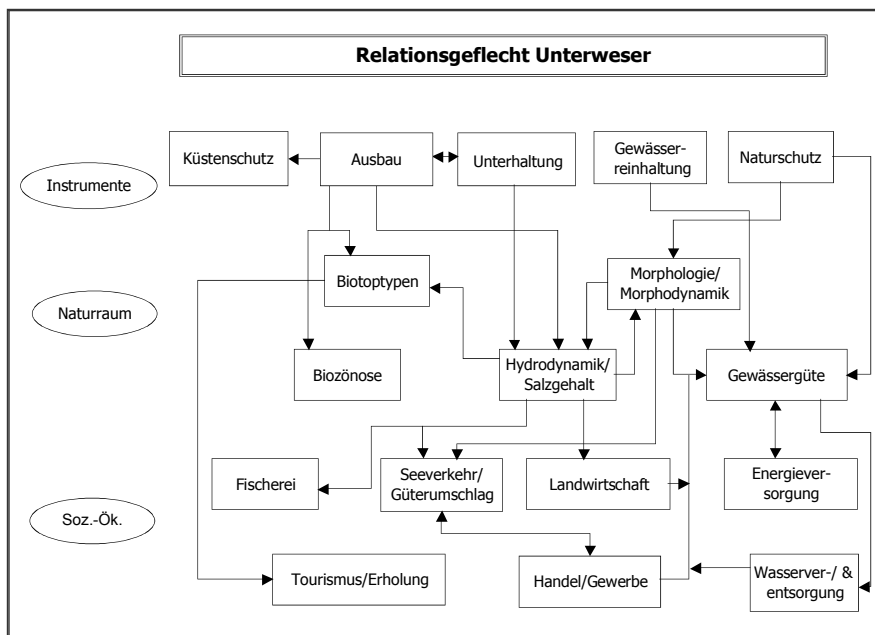 Relationsgeflecht Unterweser
Küstenschutz
Ausbau
Unterhaltung
Gewässer-
reinhaltung
Naturschutz
Instrumente
Biotoptypen
Morphologie/
Morphodynamik
Naturraum
Biozönose
Hydrodynamik/
Salzgehalt
Gewässergüte
Fischerei
Seeverkehr/
Güterumschlag
Landwirtschaft
Energiever-
sorgung
Soz.-Ök.
Tourismus/Erholung
Handel/Gewerbe
Wasserver-/ &
entsorgung